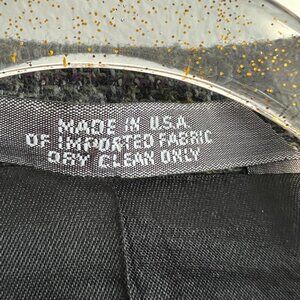 MADE IN U.S.A.
OF IMPORTED FABRIC
DRY CLEAN ONLY